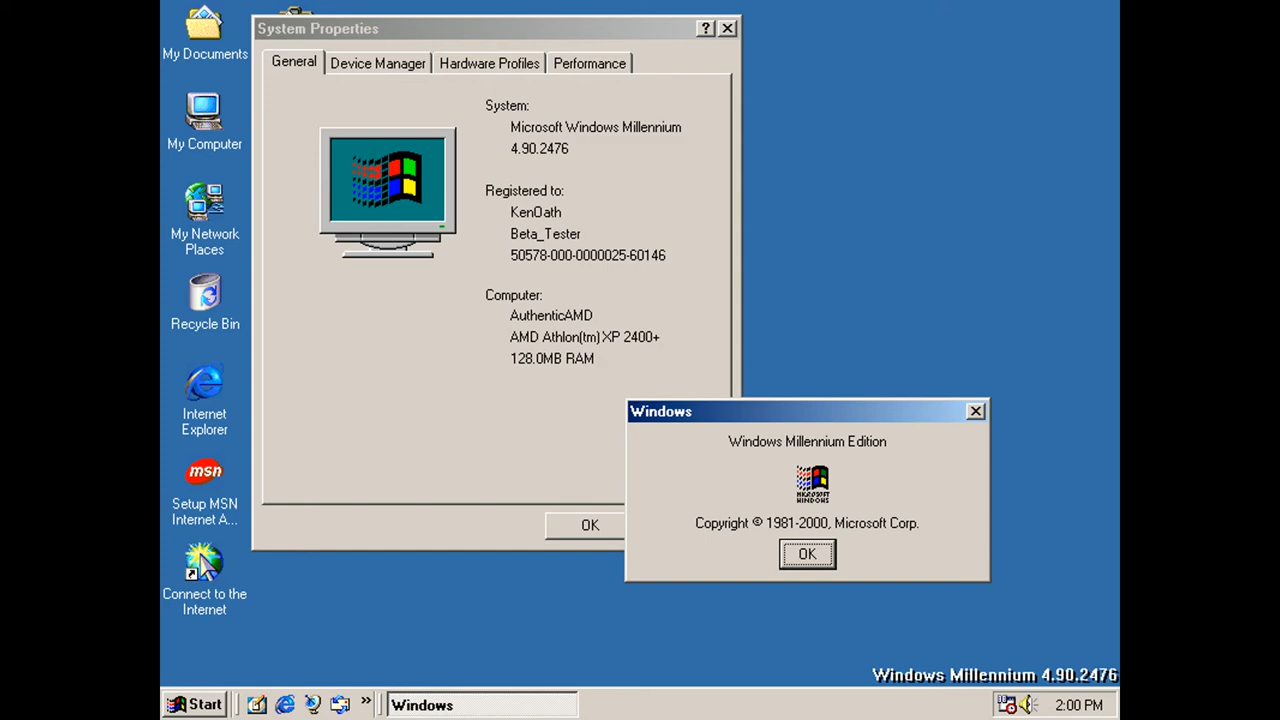 My Documents
My Computer
My Network
Places
Recycle Bin
Internet
Explorer
msn
Setup MSN
Internet A...
Connect to the
Internet
System Properties
General
Device Manager
Hardware Profiles
Performance
System:
Microsoft Windows Millennium
4.90.2476
Registered to:
KenOath
Beta_Tester
50578-000-0000025-60146
Computer:
AuthenticAMD
AMD Athlon(tm) XP 2400+
128.0MB RAM
OK
Windows
Windows Millennium Edition
MICROSOFT
WINDOWS
Copyright © 1981-2000, Microsoft Corp.
OK
Windows Millennium 4.90.2476
Start
»
Windows
2:00 PM